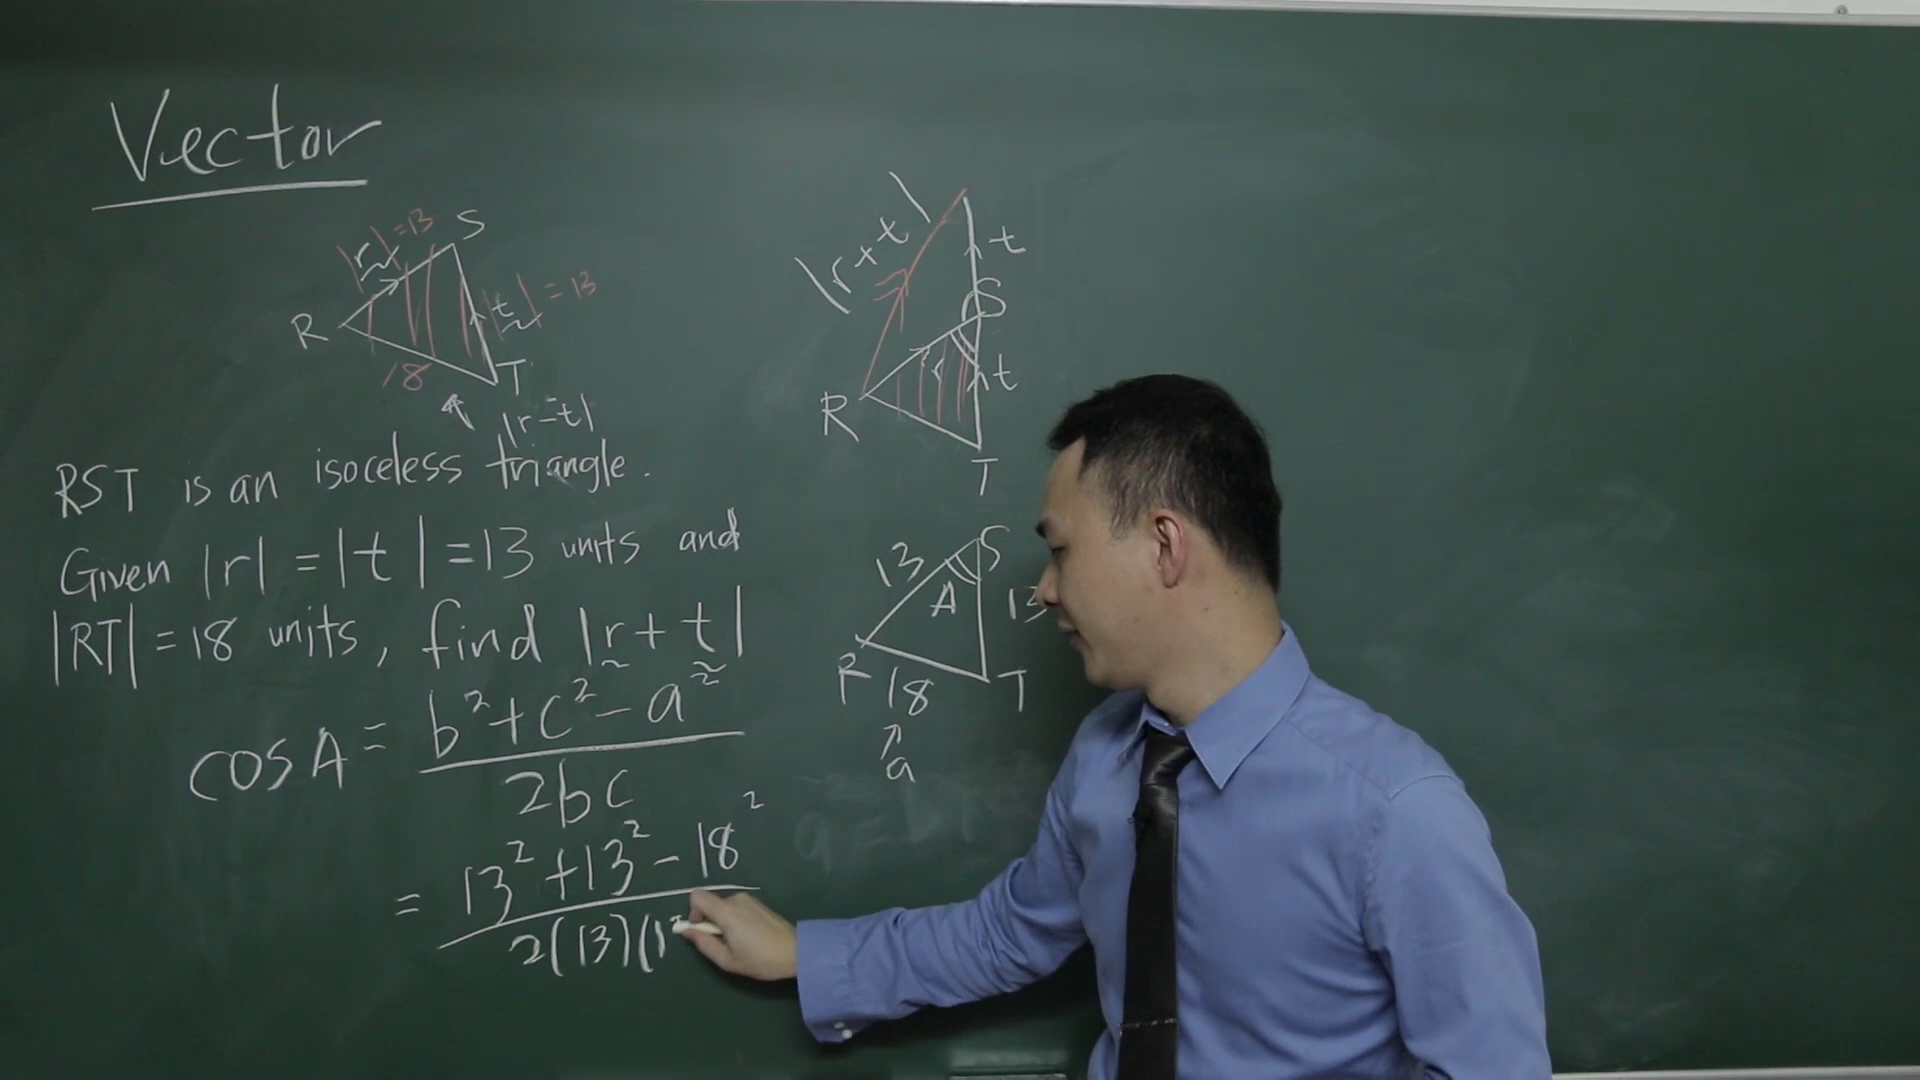 Vector
|r| = 13
S
|t| = 13
R
18
T
|r-t|
RST is an isoceless triangle.
Given |r| = |t| = 13 units and
|RT| = 18 units, find |r + t|
cosA = b² + c² - a²
2bc
= 13² + 13² - 18²
2(13)(1
|r + t|
t
S
r
t
R
T
13
S
A
13
R
18
T
a